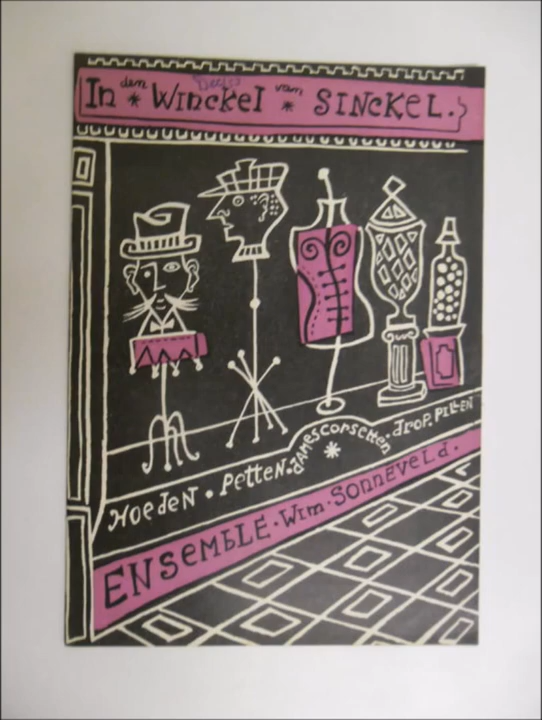 In den Winckel van Sinckel.
Hoeden. Petten. damescorsetten. drop. Pillen
Ensemble. Wim. Sonneveld.